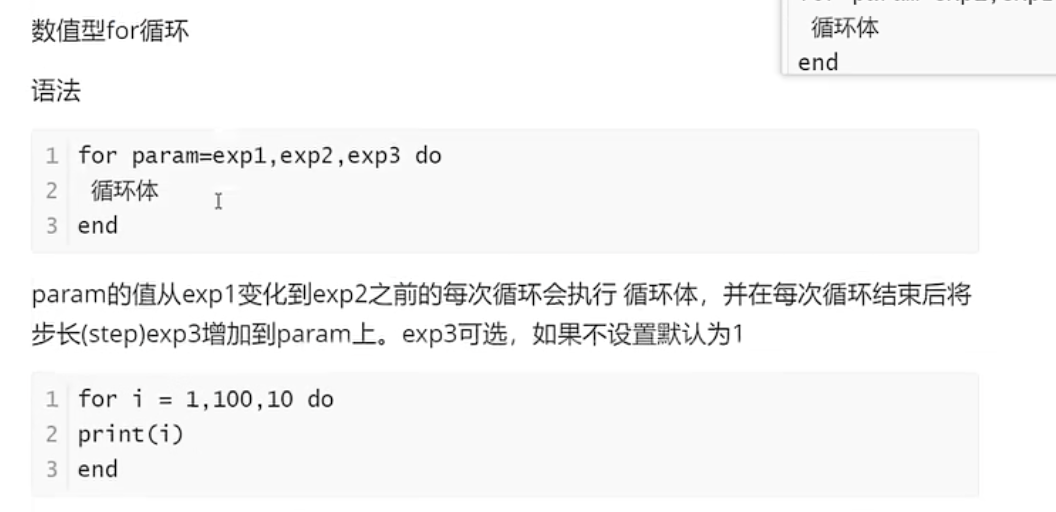 数值型for循环
循环体
end
语法
1 for param=exp1,exp2,exp3 do
2 循环体
3 end
param的值从exp1变化到exp2之前的每次循环会执行 循环体，并在每次循环结束后将
步长(step)exp3增加到param上。exp3可选，如果不设置默认为1
1 for i = 1,100,10 do
2 print(i)
3 end